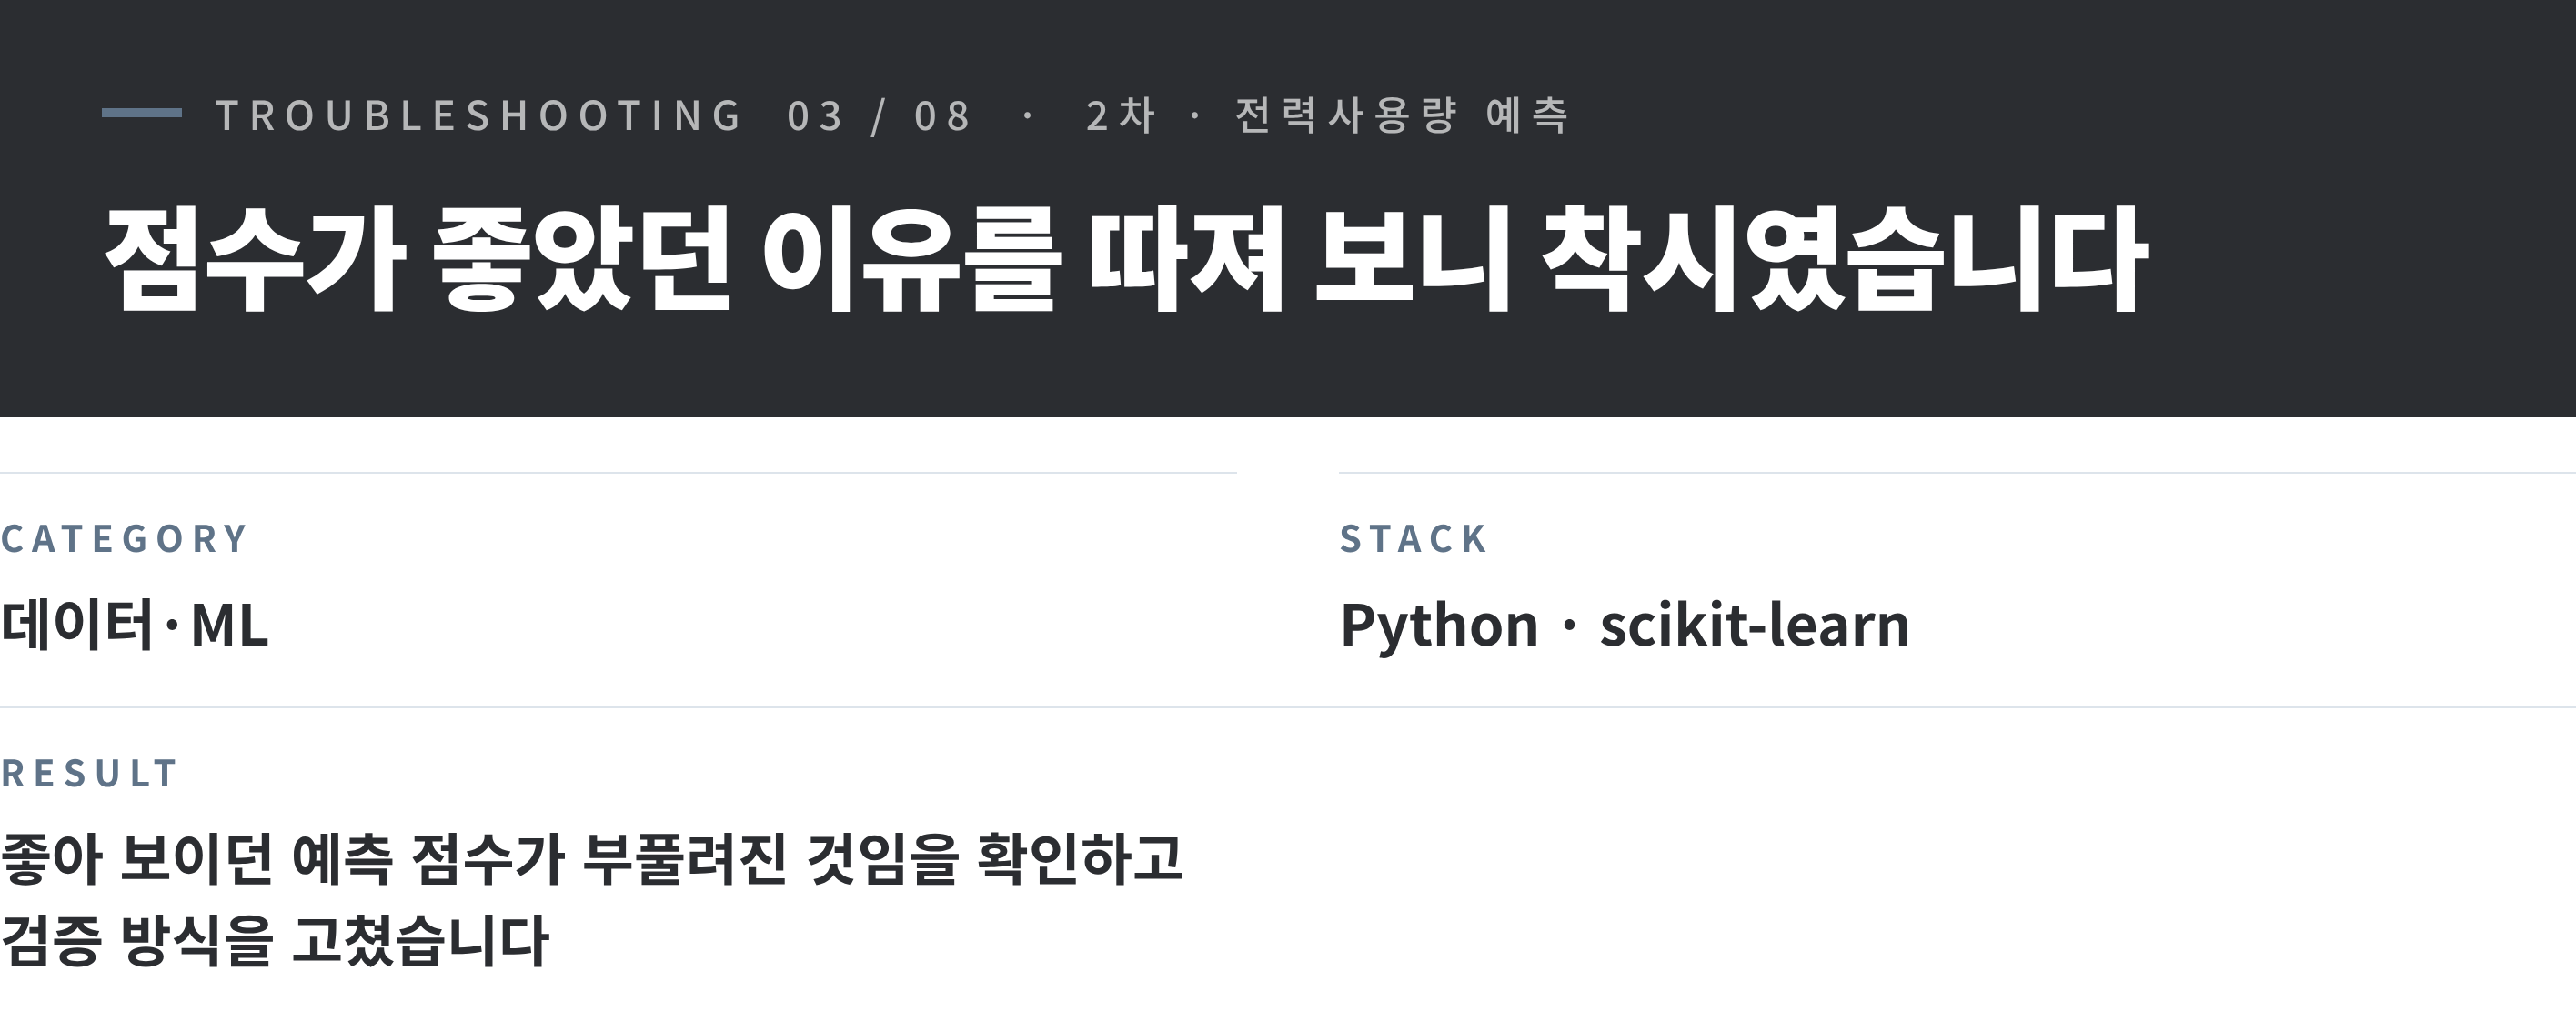 TROUBLESHOOTING 03 / 08 · 2차 · 전력사용량 예측
점수가 좋았던 이유를 따져 보니 착시였습니다
CATEGORY
데이터·ML
STACK
Python · scikit-learn
RESULT
좋아 보이던 예측 점수가 부풀려진 것임을 확인하고
검증 방식을 고쳤습니다